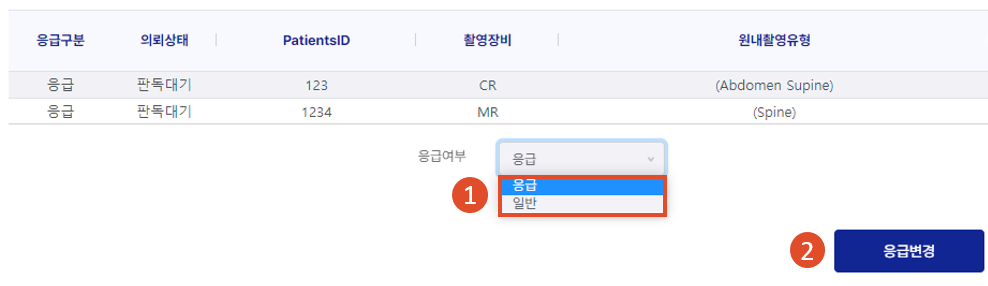 응급구분 의뢰상태 PatientsID 촬영장비 원내촬영유형
응급 판독대기 123 CR (Abdomen Supine)
응급 판독대기 1234 MR (Spine)
응급여부 응급
1 응급
일반
2 응급변경